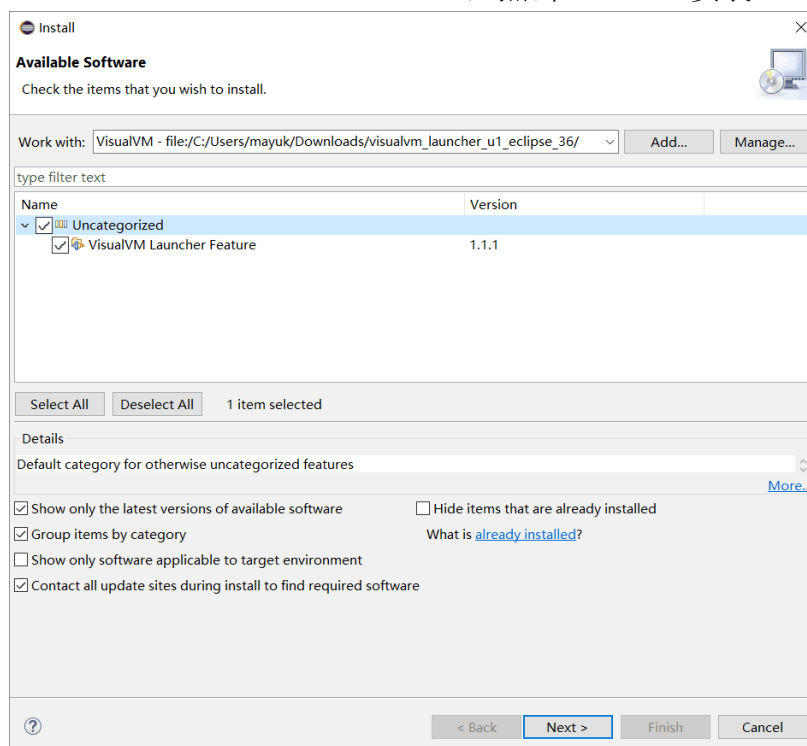 Install
Available Software
Check the items that you wish to install.
Work with: VisualVM - file:/C:/Users/mayuk/Downloads/visualvm_launcher_u1_eclipse_36/ Add... Manage...
type filter text
Name Version
Uncategorized
VisualVM Launcher Feature 1.1.1
Select All Deselect All 1 item selected
Details
Default category for otherwise uncategorized features
More..
Show only the latest versions of available software Hide items that are already installed
Group items by category What is already installed?
Show only software applicable to target environment
Contact all update sites during install to find required software
< Back Next > Finish Cancel